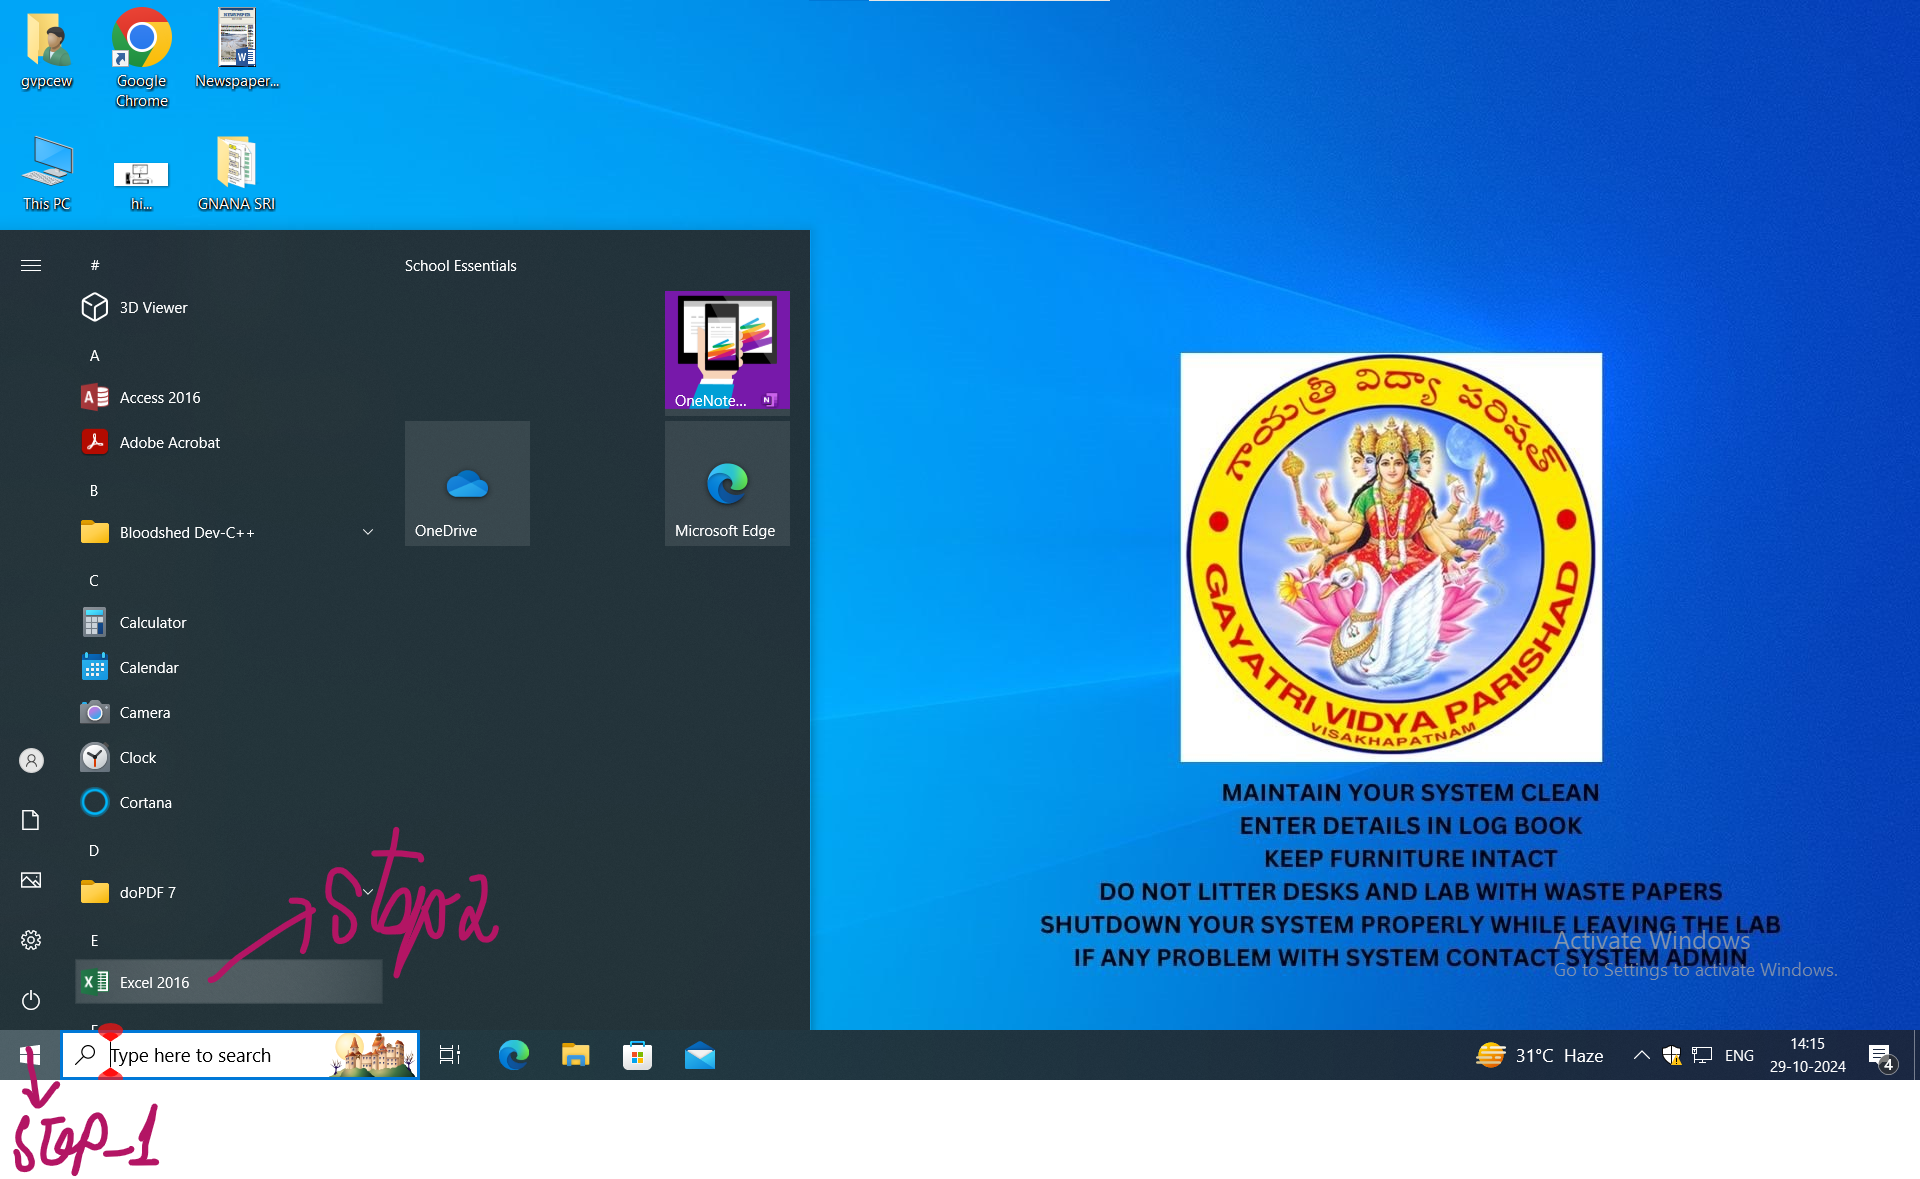 gvpcew
Google
Chrome
Newspaper...
This PC
hi...
GNANA SRI
#
3D Viewer
A
Access 2016
Adobe Acrobat
B
Bloodshed Dev-C++
C
Calculator
Calendar
Camera
Clock
Cortana
D
doPDF 7
E
Excel 2016
School Essentials
OneNote...
OneDrive
Microsoft Edge
step2
గాయత్రి విద్యా పరిషత్
GAYATRI VIDYA PARISHAD
VISAKHAPATNAM
MAINTAIN YOUR SYSTEM CLEAN
ENTER DETAILS IN LOG BOOK
KEEP FURNITURE INTACT
DO NOT LITTER DESKS AND LAB WITH WASTE PAPERS
SHUTDOWN YOUR SYSTEM PROPERLY WHILE LEAVING THE LAB
IF ANY PROBLEM WITH SYSTEM CONTACT SYSTEM ADMIN
Activate Windows
Go to Settings to activate Windows.
Type here to search
31°C Haze
ENG
14:15
29-10-2024
4
step-1